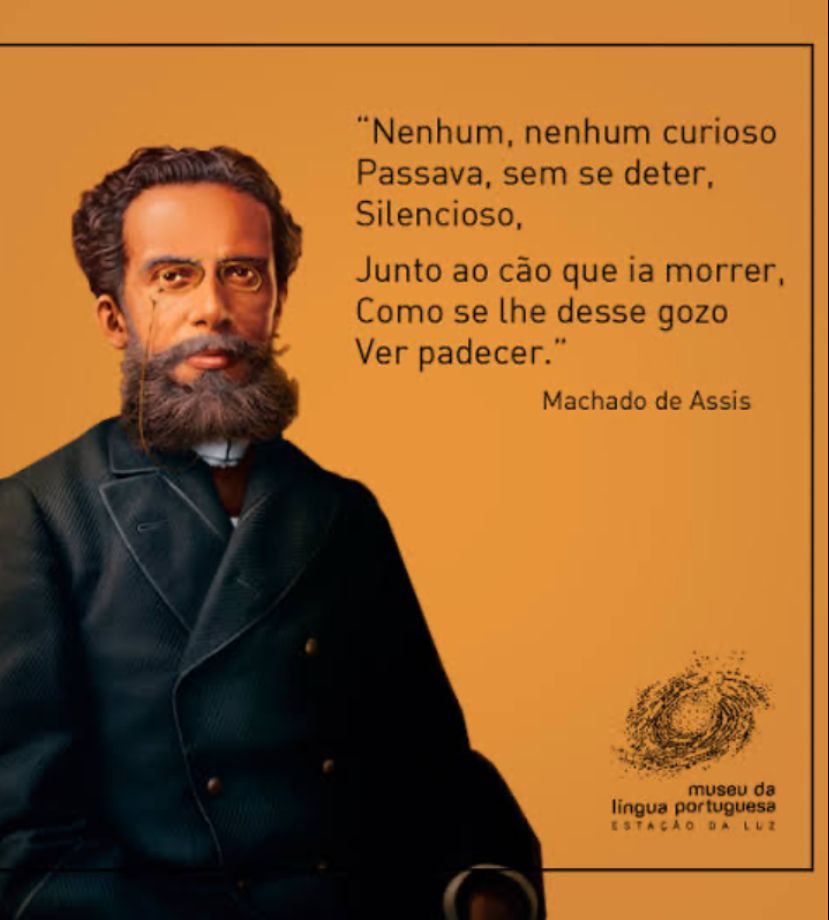 “Nenhum, nenhum curioso
Passava, sem se deter,
Silencioso,
Junto ao cão que ia morrer,
Como se lhe desse gozo
Ver padecer.”
Machado de Assis
museu da
língua portuguesa
ESTAÇÃO DA LUZ